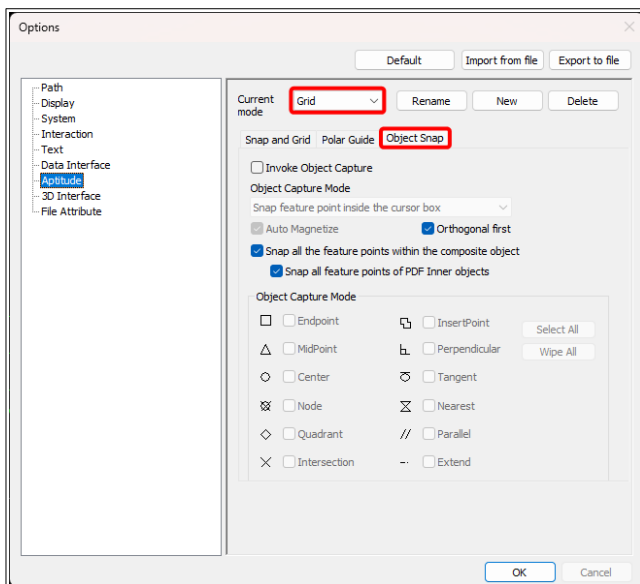 Options
Default Import from file Export to file
Path
Display
System
Interaction
Text
Data Interface
Aptitude
3D Interface
File Attribute
Current mode Grid Rename New Delete
Snap and Grid Polar Guide Object Snap
Invoke Object Capture
Object Capture Mode
Snap feature point inside the cursor box
Auto Magnetize Orthogonal first
Snap all the feature points within the composite object
Snap all feature points of PDF Inner objects
Object Capture Mode
Endpoint InsertPoint Select All
MidPoint Perpendicular Wipe All
Center Tangent
Node Nearest
Quadrant Parallel
Intersection Extend
OK Cancel